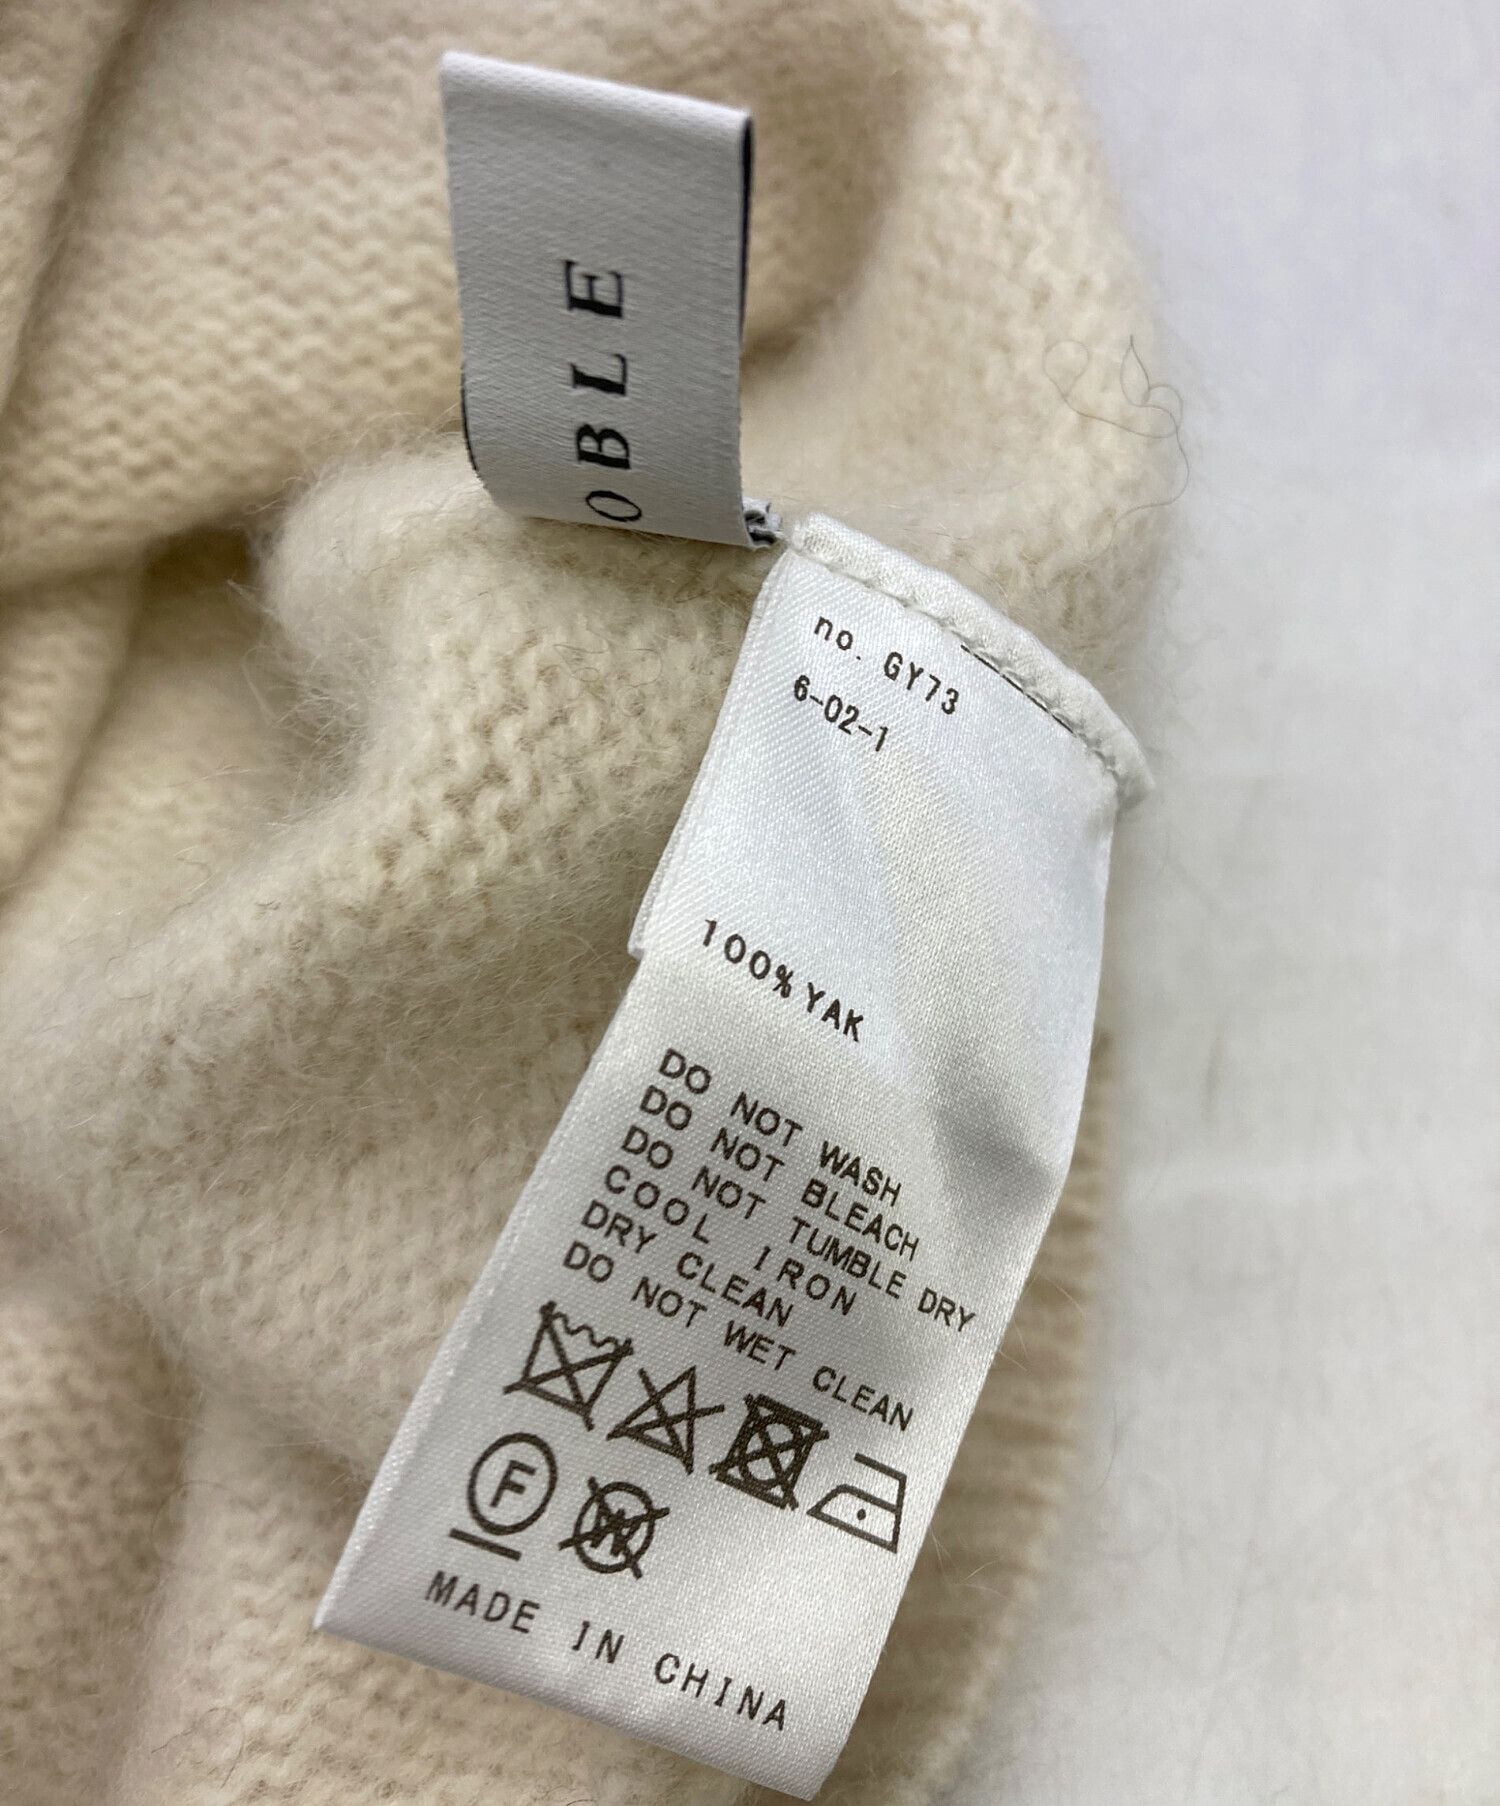 OBLE
no. GY73
6-02-1
100%YAK
DO NOT WASH
DO NOT BLEACH
DO NOT TUMBLE DRY
COOL IRON
DRY CLEAN
DO NOT WET CLEAN
F
W
MADE IN CHINA